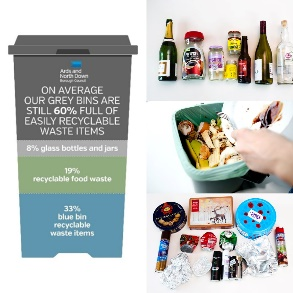 Ards and
North Down
Borough Council
ON AVERAGE
OUR GREY BINS ARE
STILL 60% FULL OF
EASILY RECYCLABLE
WASTE ITEMS
8% glass bottles and jars
19%
recyclable food waste
33%
blue bin
recyclable
waste items